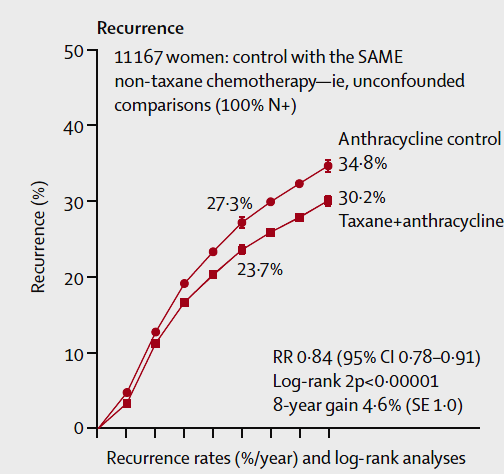 Recurrence
50
11167 women: control with the SAME
non-taxane chemotherapy—ie, unconfounded
comparisons (100% N+)
40
Anthracycline control
34·8%
30
27·3%
30·2%
Taxane+anthracycline
Recurrence (%)
20
23·7%
10
RR 0·84 (95% CI 0·78–0·91)
Log-rank 2p<0·00001
8-year gain 4·6% (SE 1·0)
0
Recurrence rates (%/year) and log-rank analyses